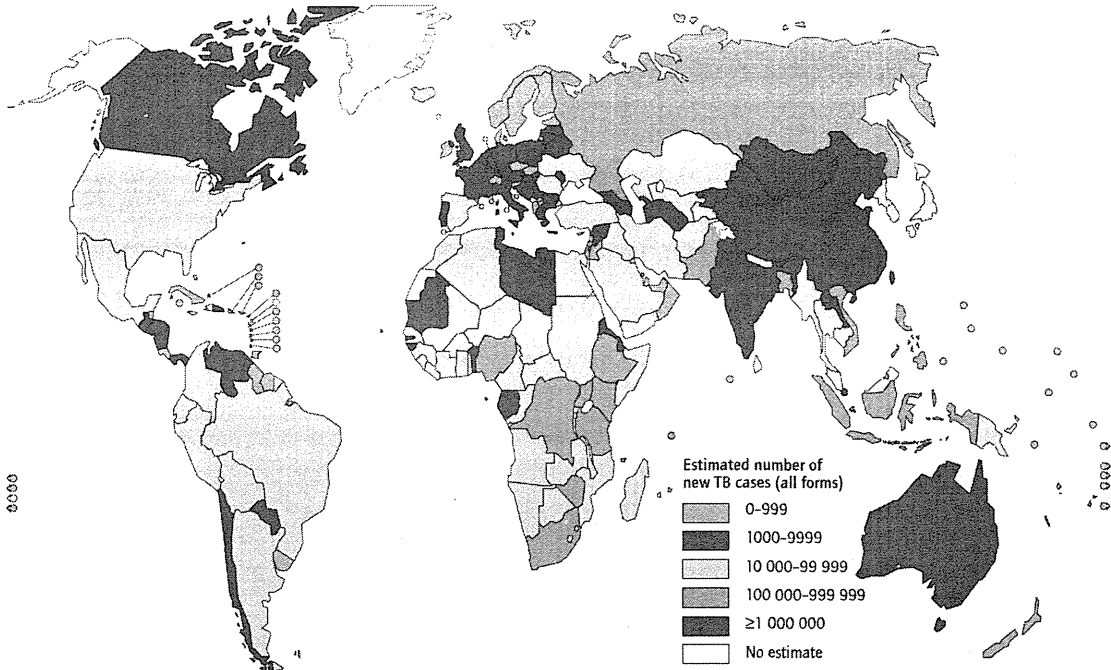 Estimated number of
new TB cases (all forms)
0–999
1000–9999
10 000–99 999
100 000–999 999
≥1 000 000
No estimate